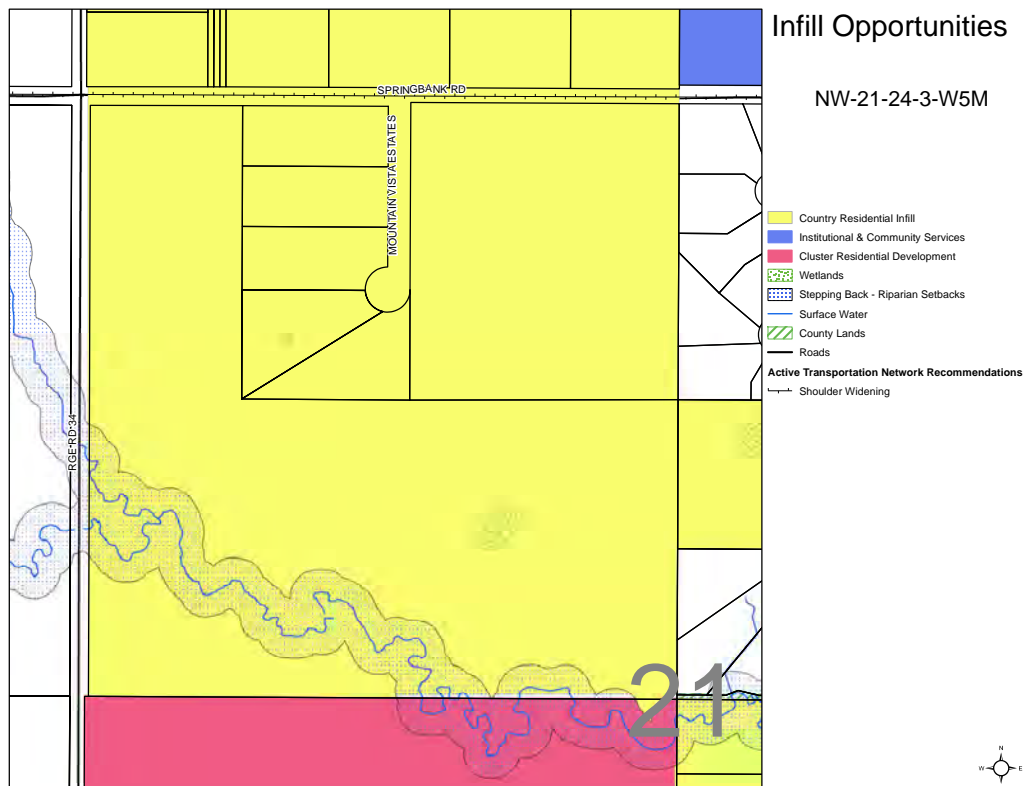 Infill Opportunities
NW-21-24-3-W5M
SPRINGBANK RD
MOUNTAIN VISTA ESTATES
RGE RD 34
21
Country Residential Infill
Institutional & Community Services
Cluster Residential Development
Wetlands
Stepping Back - Riparian Setbacks
Surface Water
County Lands
Roads
Active Transportation Network Recommendations
Shoulder Widening
N
W
E